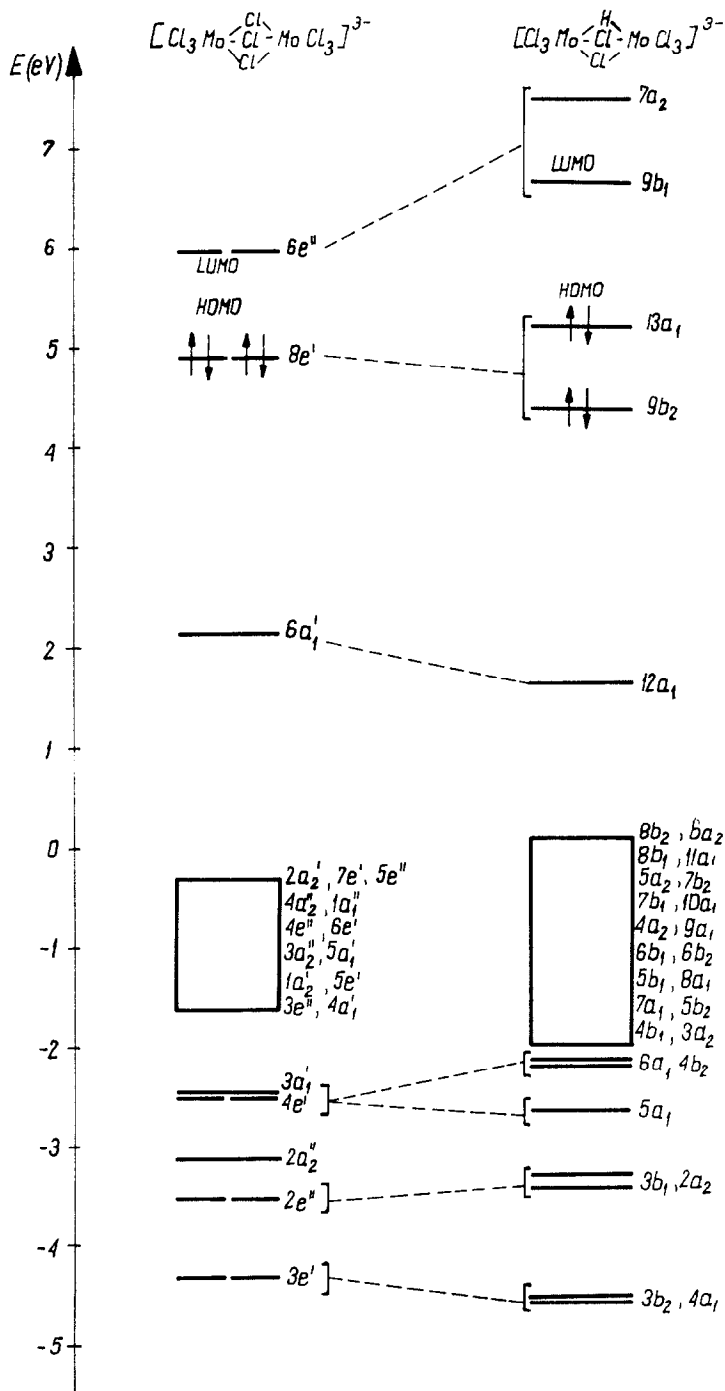 [Cl₃ Mo Cl Cl Cl Mo Cl₃]³⁻
[Cl₃ Mo H Cl Cl Mo Cl₃]³⁻
E(eV)
7
6
5
4
3
2
1
0
-1
-2
-3
-4
-5
6e"
LUMO
HOMO
8e'
6a₁'
2a₂', 7e', 5e"
4a₂", 1a₁"
4e", 6e'
3a₂", 5a₁'
1a₂', 5e'
3e", 4a₁'
3a₁'
4e'
2a₂"
2e"
3e'
7a₂
LUMO
9b₁
HOMO
13a₁
9b₂
12a₁
8b₂, 6a₂
8b₁, 11a₁
5a₂, 7b₂
7b₁, 10a₁
4a₂, 9a₁
6b₁, 6b₂
5b₁, 8a₁
7a₁, 5b₂
4b₁, 3a₂
6a₁, 4b₂
5a₁
3b₁, 2a₂
3b₂, 4a₁